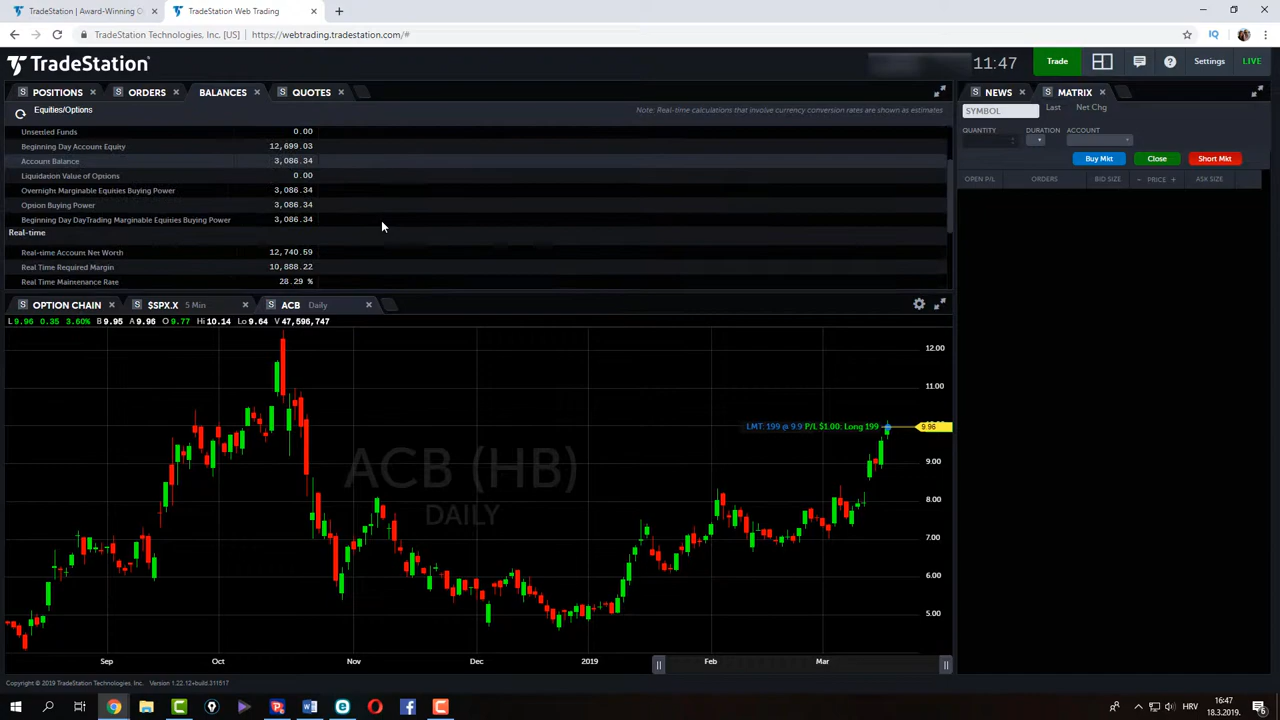 TradeStation | Award-Winning O
TradeStation Web Trading
TradeStation Technologies, Inc. [US] | https://webtrading.tradestation.com/#
TradeStation
11:47
Trade
Settings
LIVE
POSITIONS
ORDERS
BALANCES
QUOTES
NEWS
MATRIX
Equities/Options
Note: Real-time calculations that involve currency conversion rates are shown as estimates
SYMBOL
Last
Net Chg
QUANTITY
DURATION
ACCOUNT
Buy Mkt
Close
Short Mkt
OPEN P/L
ORDERS
BID SIZE
- PRICE +
ASK SIZE
Unsettled Funds 0.00
Beginning Day Account Equity 12,699.03
Account Balance 3,086.34
Liquidation Value of Options 0.00
Overnight Marginable Equities Buying Power 3,086.34
Option Buying Power 3,086.34
Beginning Day DayTrading Marginable Equities Buying Power 3,086.34
Real-time
Real-time Account Net Worth 12,740.59
Real Time Required Margin 10,888.22
Real Time Maintenance Rate 28.29 %
S OPTION CHAIN
S $SPX.X 5 Min
S ACB Daily
L 9.96 0.35 3.60% B 9.95 A 9.96 O 9.77 Hi 10.14 Lo 9.64 V 47,596,747
12.00
11.00
LMT: 199 @ 9.9 P/L $1.00: Long 199
9.96
ACB (HB)
DAILY
9.00
8.00
7.00
6.00
5.00
Sep
Oct
Nov
Dec
2019
Feb
Mar
Copyright © 2019 TradeStation Technologies, Inc. Version 1.22.12+build.311517
HRV
16:47
18.3.2019.
6